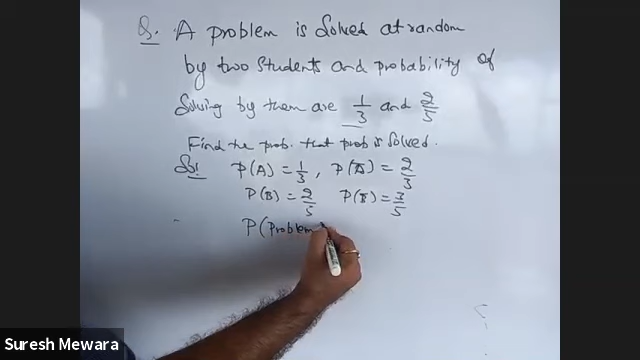 Q. A problem is solved at random
by two students and probability of
Solving by them are 1/3 and 2/5
Find the prob. that prob is solved.
Sol: P(A) = 1/3, P(A̅) = 2/3
P(B) = 2/5 P(B̅) = 3/5
P(Problem
Suresh Mewara